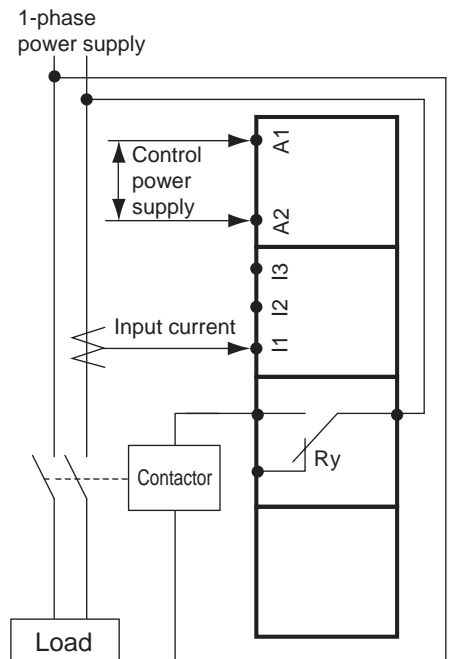 1-phase
power supply
A1
Control
power
supply
A2
I3
I2
Input current
I1
Ry
Contactor
Load